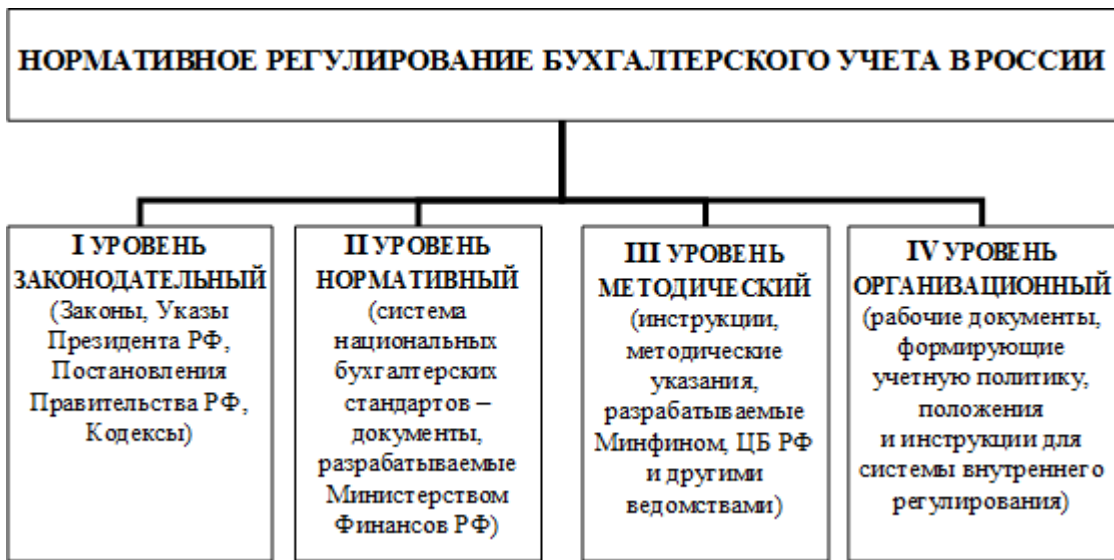 НОРМАТИВНОЕ РЕГУЛИРОВАНИЕ БУХГАЛТЕРСКОГО УЧЕТА В РОССИИ
I УРОВЕНЬ
ЗАКОНОДАТЕЛЬНЫЙ
(Законы, Указы
Президента РФ,
Постановления
Правительства РФ,
Кодексы)
II УРОВЕНЬ
НОРМАТИВНЫЙ
(система
национальных
бухгалтерских
стандартов –
документы,
разрабатываемые
Министерством
Финансов РФ)
III УРОВЕНЬ
МЕТОДИЧЕСКИЙ
(инструкции,
методические
указания,
разрабатываемые
Минфином, ЦБ РФ
и другими
ведомствами)
IV УРОВЕНЬ
ОРГАНИЗАЦИОННЫЙ
(рабочие документы,
формирующие
учетную политику,
положения
и инструкции для
системы внутреннего
регулирования)